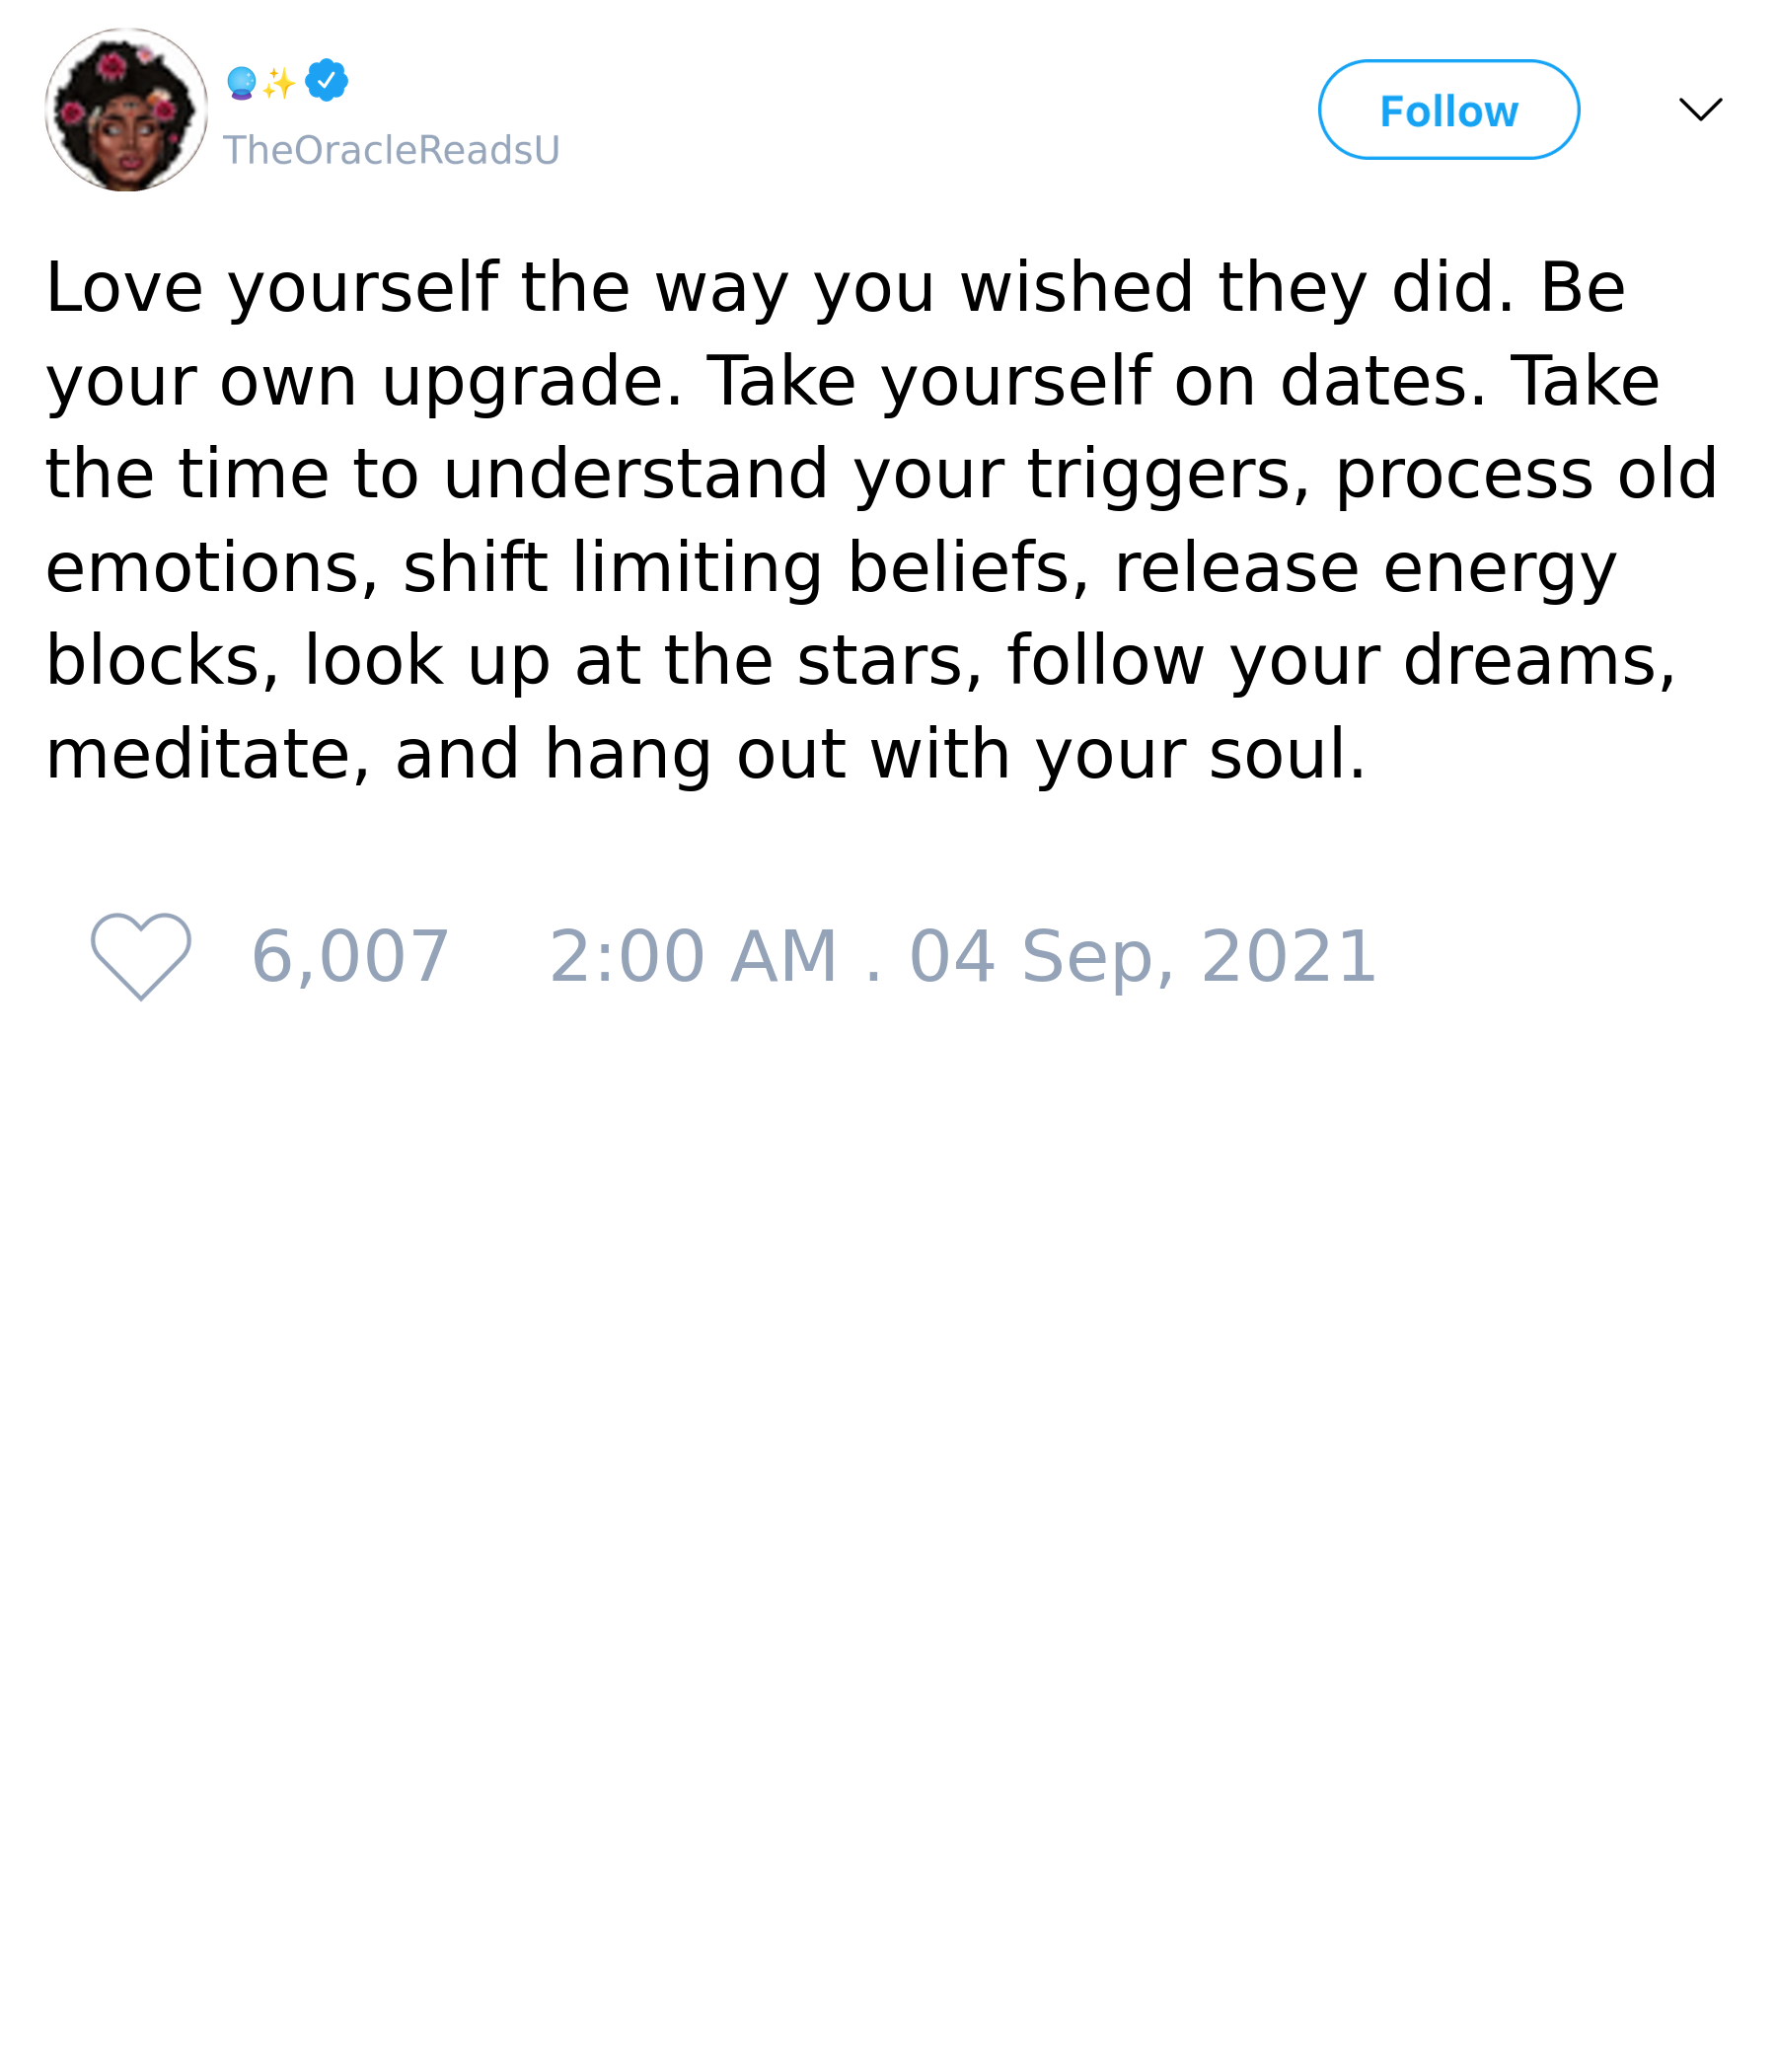 🔮✨
TheOracleReadsU
Follow
Love yourself the way you wished they did. Be
your own upgrade. Take yourself on dates. Take
the time to understand your triggers, process old
emotions, shift limiting beliefs, release energy
blocks, look up at the stars, follow your dreams,
meditate, and hang out with your soul.
6,007 2:00 AM . 04 Sep, 2021